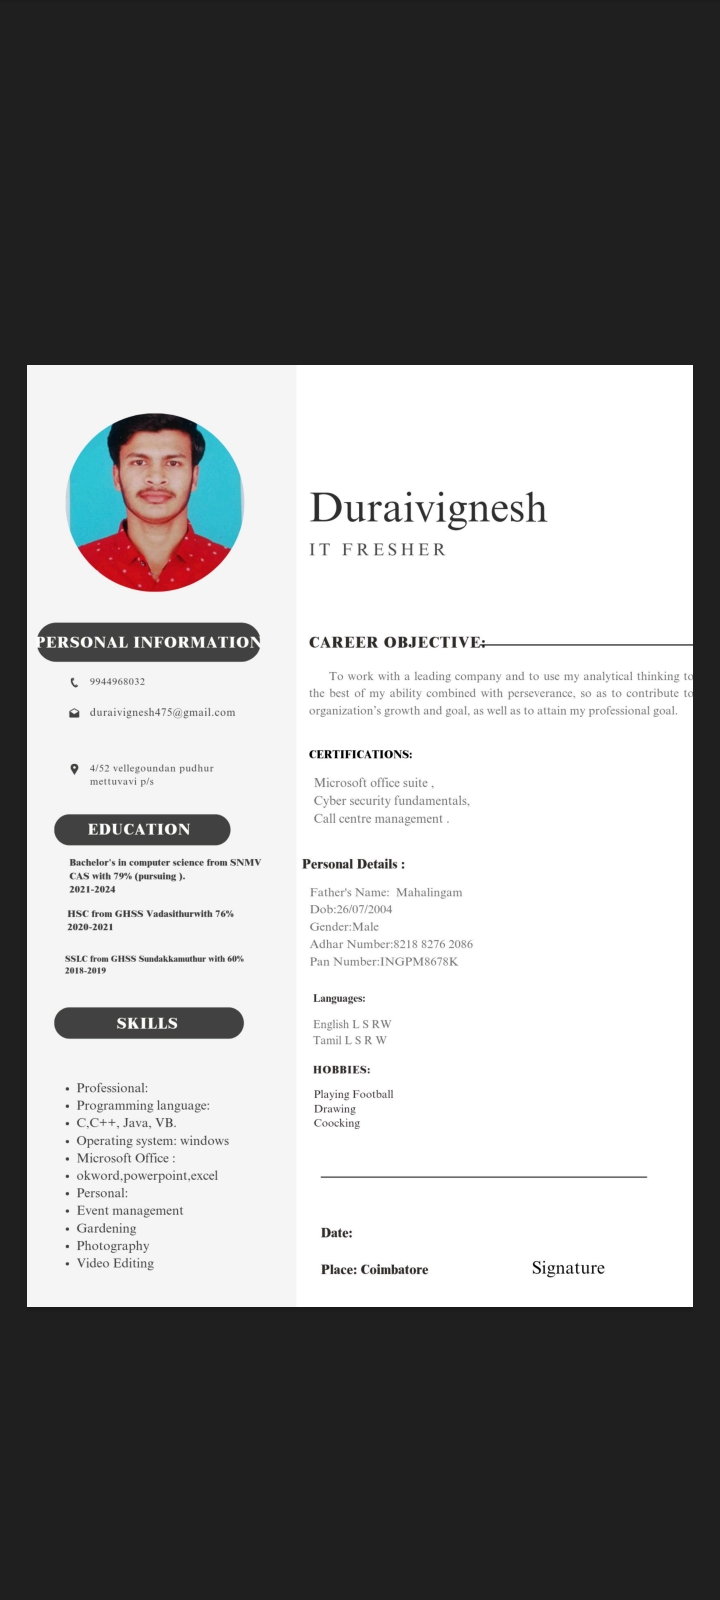 Duraivignesh
IT FRESHER
PERSONAL INFORMATION
9944968032
duraivignesh475@gmail.com
4/52 vellegoundan pudhur
mettuvavi p/s
EDUCATION
Bachelor's in computer science from SNMV
CAS with 79% (pursuing ).
2021-2024
HSC from GHSS Vadasithurwith 76%
2020-2021
SSLC from GHSS Sundakkamuthur with 60%
2018-2019
SKILLS
• Professional:
• Programming language:
• C,C++, Java, VB.
• Operating system: windows
• Microsoft Office :
• okword,powerpoint,excel
• Personal:
• Event management
• Gardening
• Photography
• Video Editing
CAREER OBJECTIVE:
To work with a leading company and to use my analytical thinking to
the best of my ability combined with perseverance, so as to contribute to
organization's growth and goal, as well as to attain my professional goal.
CERTIFICATIONS:
Microsoft office suite ,
Cyber security fundamentals,
Call centre management .
Personal Details :
Father's Name: Mahalingam
Dob:26/07/2004
Gender:Male
Adhar Number:8218 8276 2086
Pan Number:INGPM8678K
Languages:
English L S RW
Tamil L S R W
HOBBIES:
Playing Football
Drawing
Coocking
Date:
Place: Coimbatore
Signature